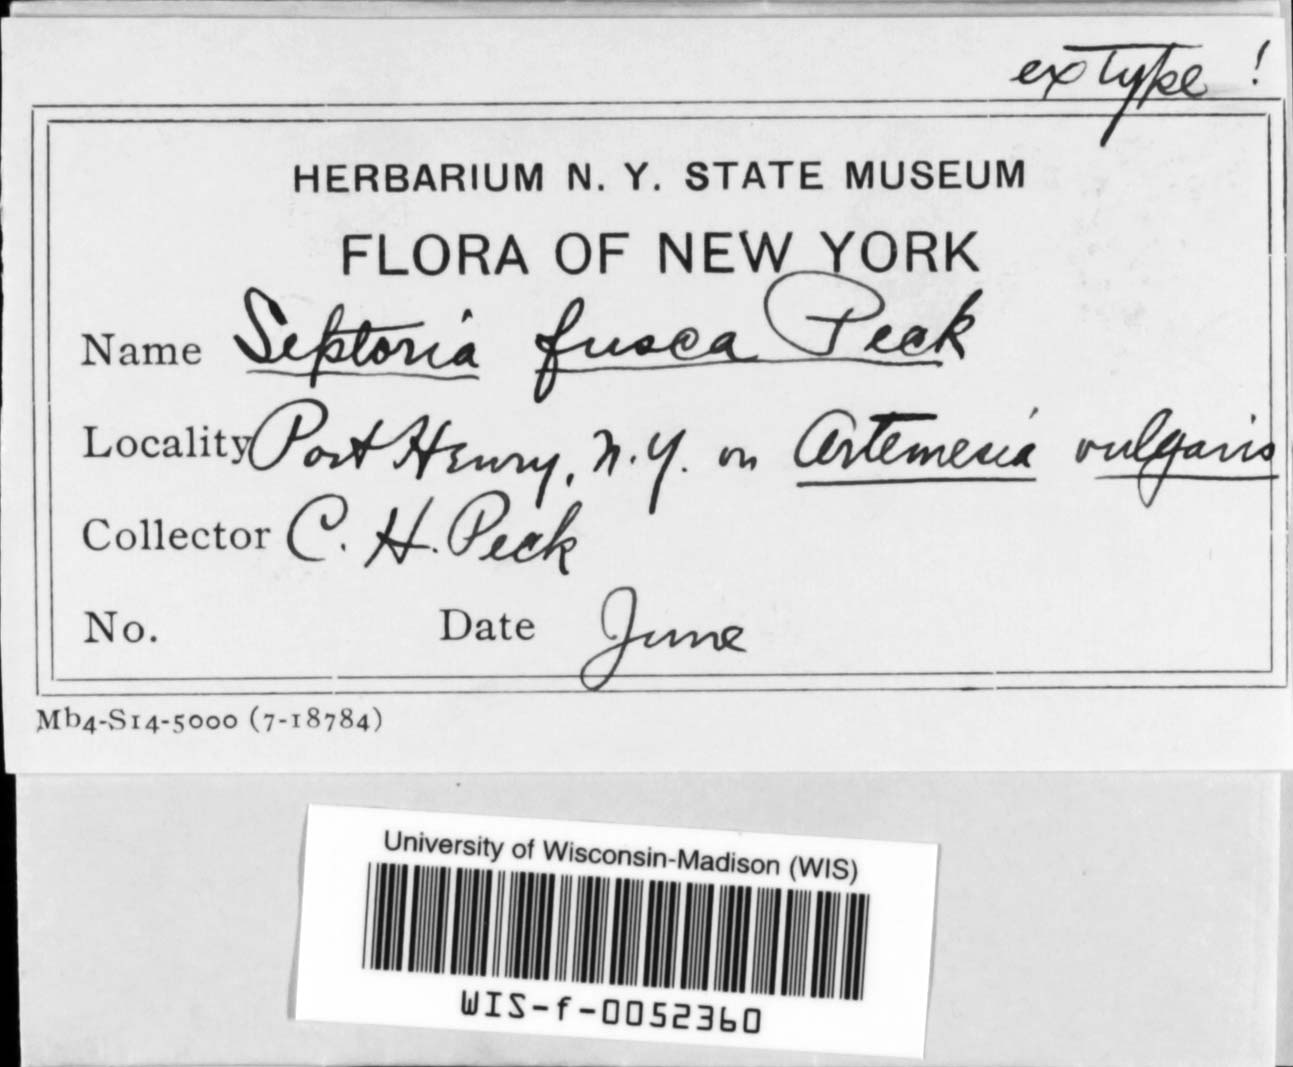 ex Type !
HERBARIUM N. Y. STATE MUSEUM
FLORA OF NEW YORK
Name Septoria fusca Peck
Locality Port Henry, N.Y. on Artemesia vulgaris
Collector C. H. Peck
No. Date June
Mb4-S14-5000 (7-18784)
University of Wisconsin-Madison (WIS)
WIS-f-0052360